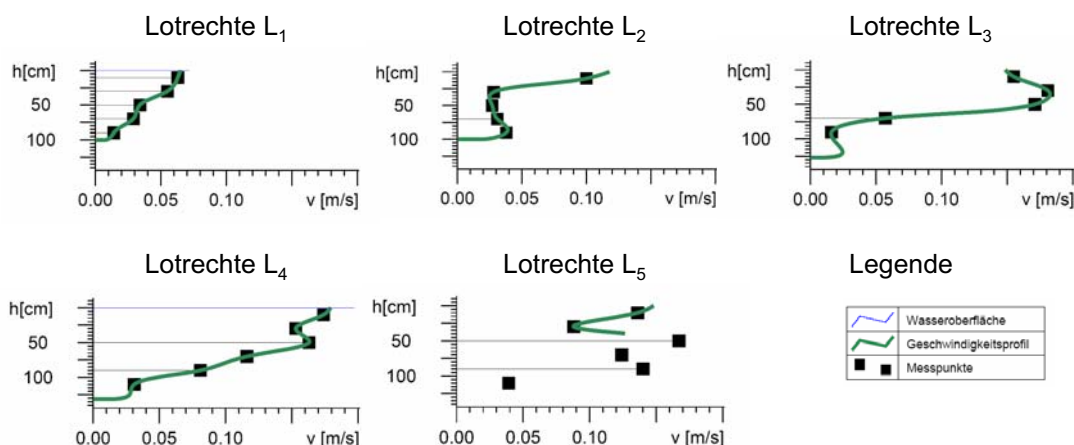 Lotrechte L₁
h[cm]
50
100
0.00 0.05 0.10 v [m/s]
Lotrechte L₂
h[cm]
50
100
0.00 0.05 0.10 v [m/s]
Lotrechte L₃
h[cm]
50
100
0.00 0.05 0.10 v [m/s]
Lotrechte L₄
h[cm]
50
100
0.00 0.05 0.10 v [m/s]
Lotrechte L₅
h[cm]
50
100
0.00 0.05 0.10 v [m/s]
Legende
Wasseroberfläche
Geschwindigkeitsprofil
Messpunkte